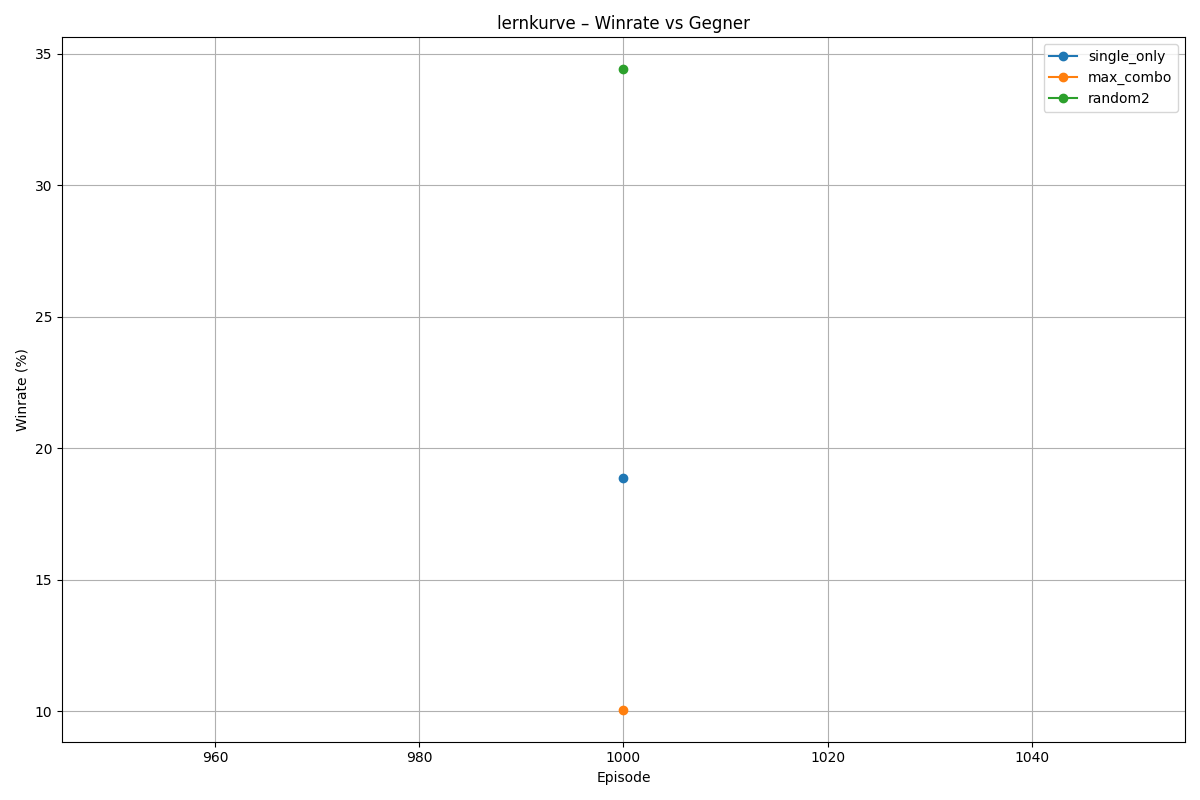 lernkurve – Winrate vs Gegner
single_only
max_combo
random2
Winrate (%)
35
30
25
20
15
10
960 980 1000 1020 1040
Episode